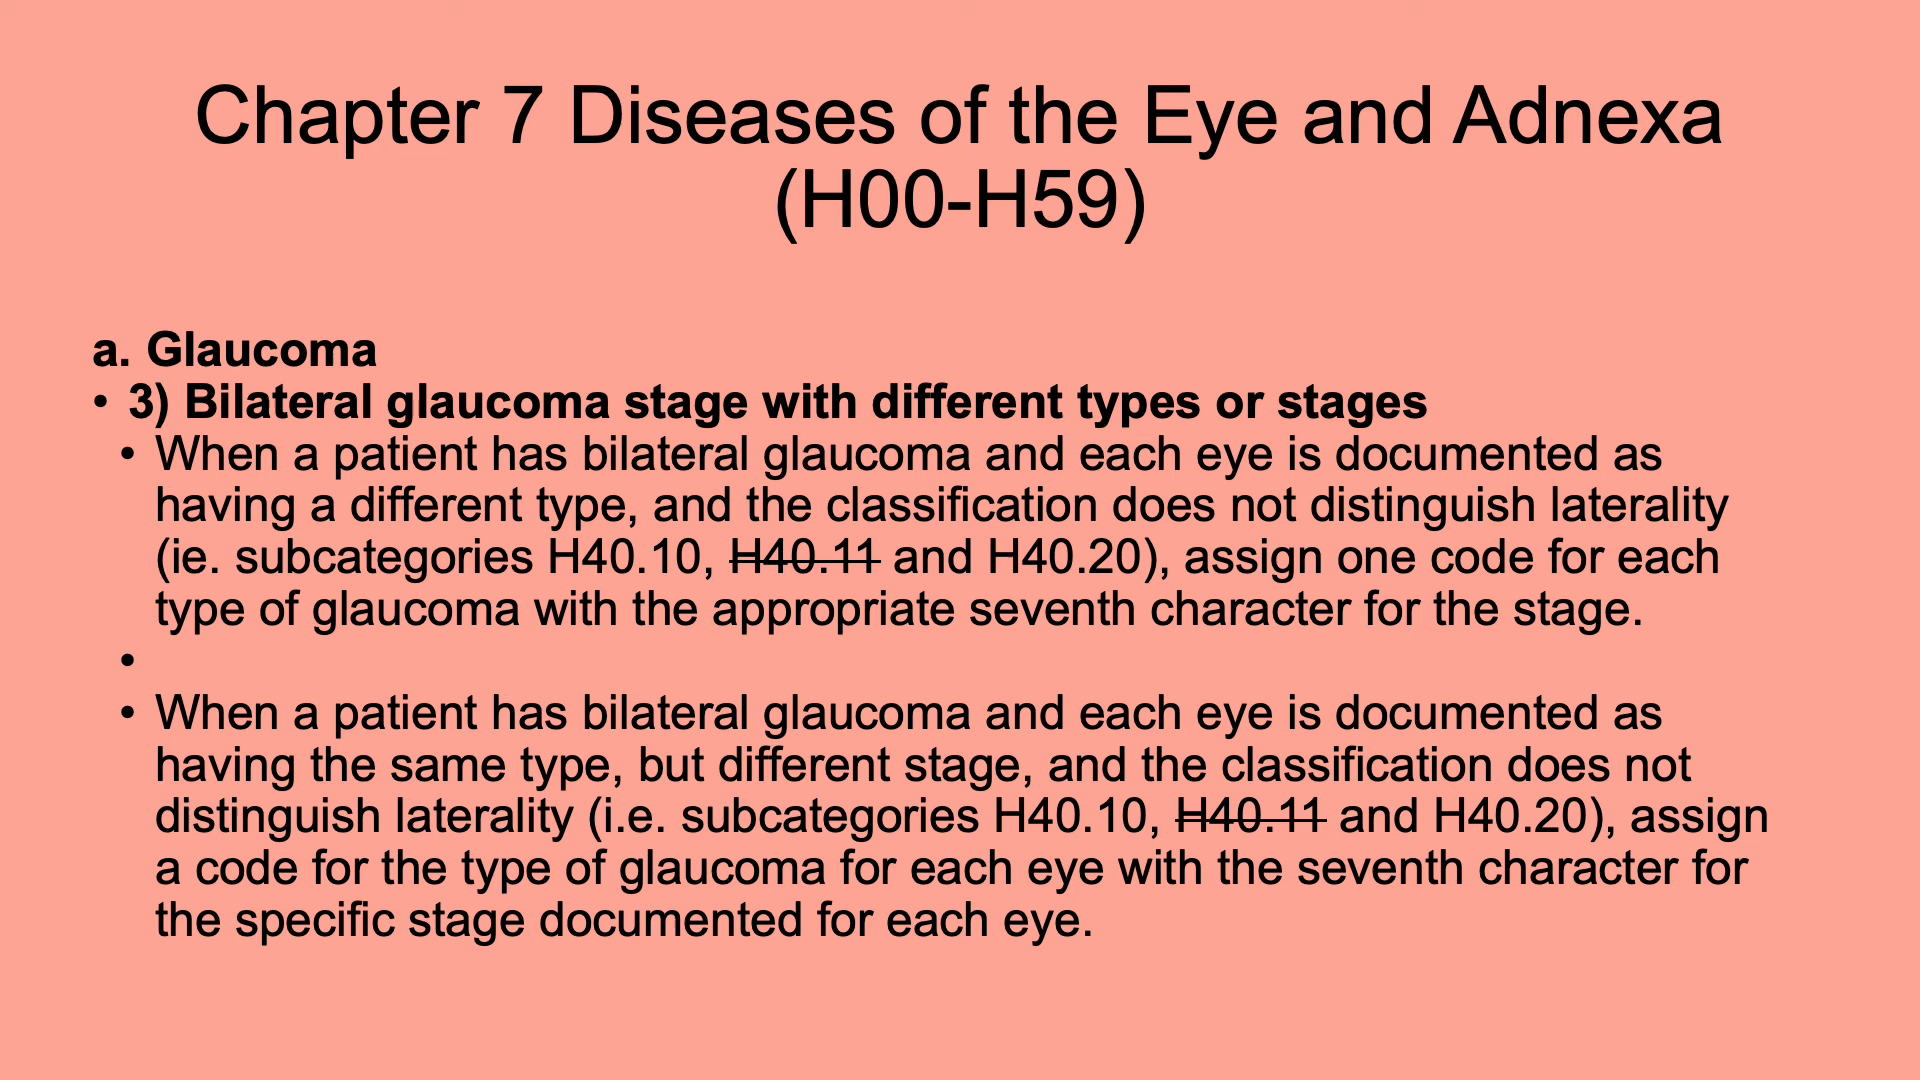 Chapter 7 Diseases of the Eye and Adnexa
(H00-H59)
a. Glaucoma
• 3) Bilateral glaucoma stage with different types or stages
• When a patient has bilateral glaucoma and each eye is documented as
having a different type, and the classification does not distinguish laterality
(ie. subcategories H40.10, H40.11 and H40.20), assign one code for each
type of glaucoma with the appropriate seventh character for the stage.
•
• When a patient has bilateral glaucoma and each eye is documented as
having the same type, but different stage, and the classification does not
distinguish laterality (i.e. subcategories H40.10, H40.11 and H40.20), assign
a code for the type of glaucoma for each eye with the seventh character for
the specific stage documented for each eye.